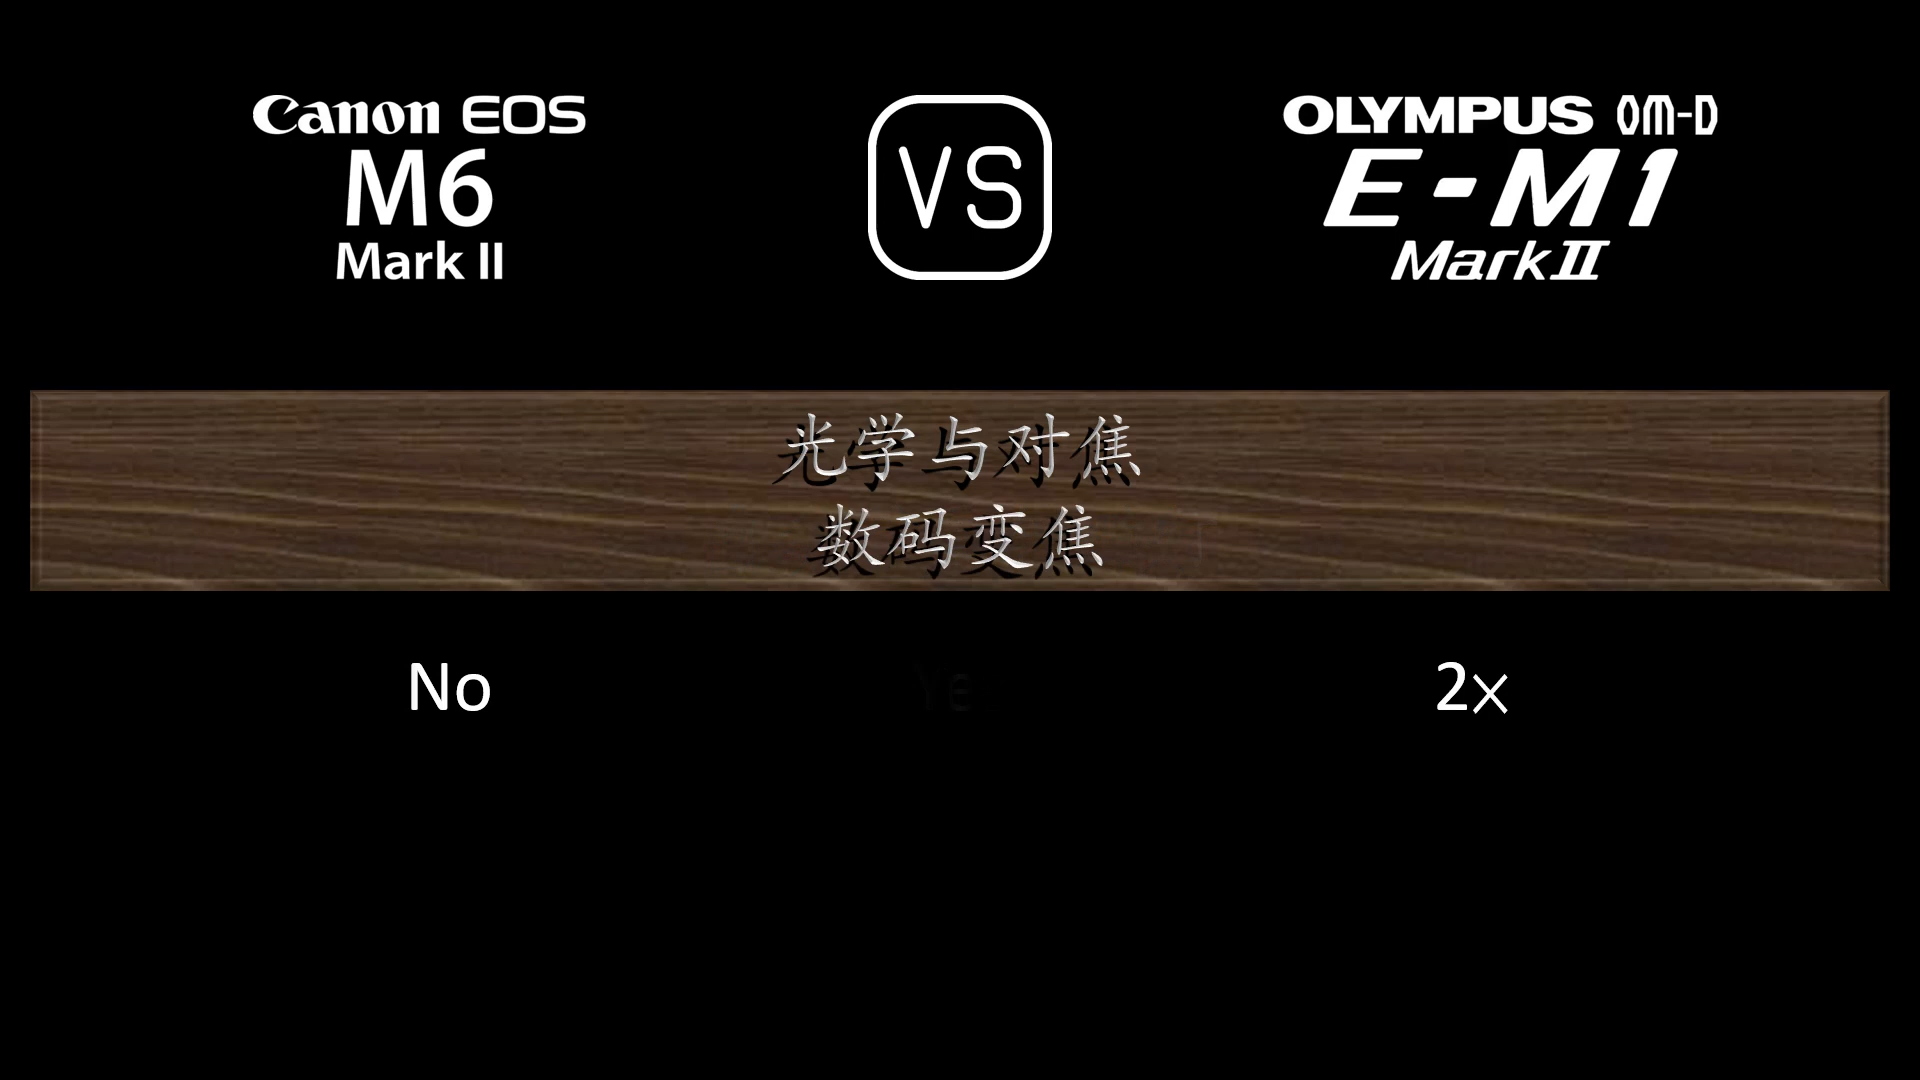 Canon EOS
M6
Mark II
VS
OLYMPUS OM-D
E-M1
Mark II
光学与对焦
数码变焦
No
2x